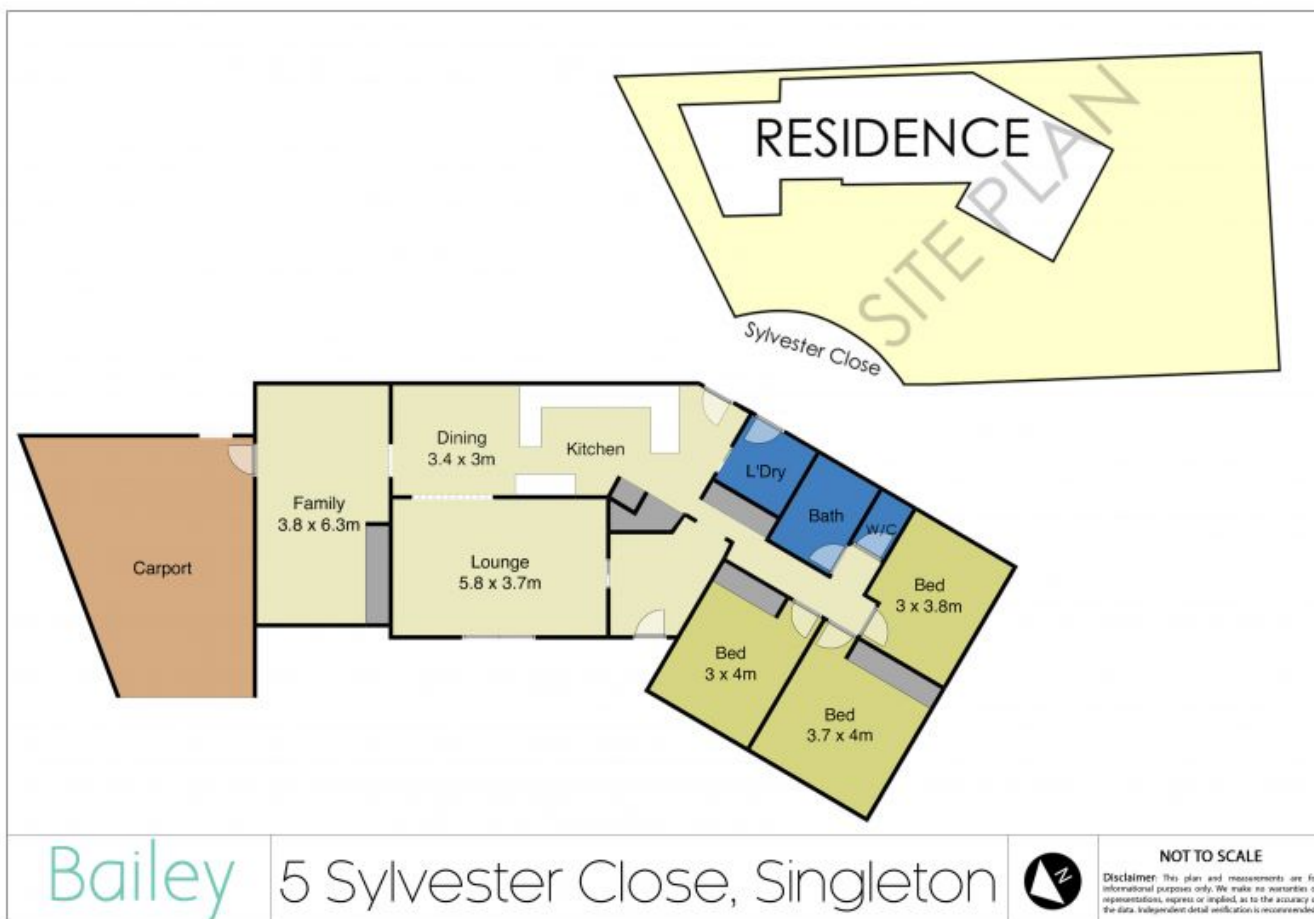 RESIDENCE
SITE PLAN
Sylvester Close
Dining
3.4 x 3m
Kitchen
L'Dry
Bath
W/C
Family
3.8 x 6.3m
Lounge
5.8 x 3.7m
Carport
Bed
3 x 3.8m
Bed
3 x 4m
Bed
3.7 x 4m
Bailey
5 Sylvester Close, Singleton
N
NOT TO SCALE
Disclaimer: This plan and measurements are
informational purposes only. We make no warranties
representations, express or implied, as to the accuracy
the data. Independent detail verification is recommended